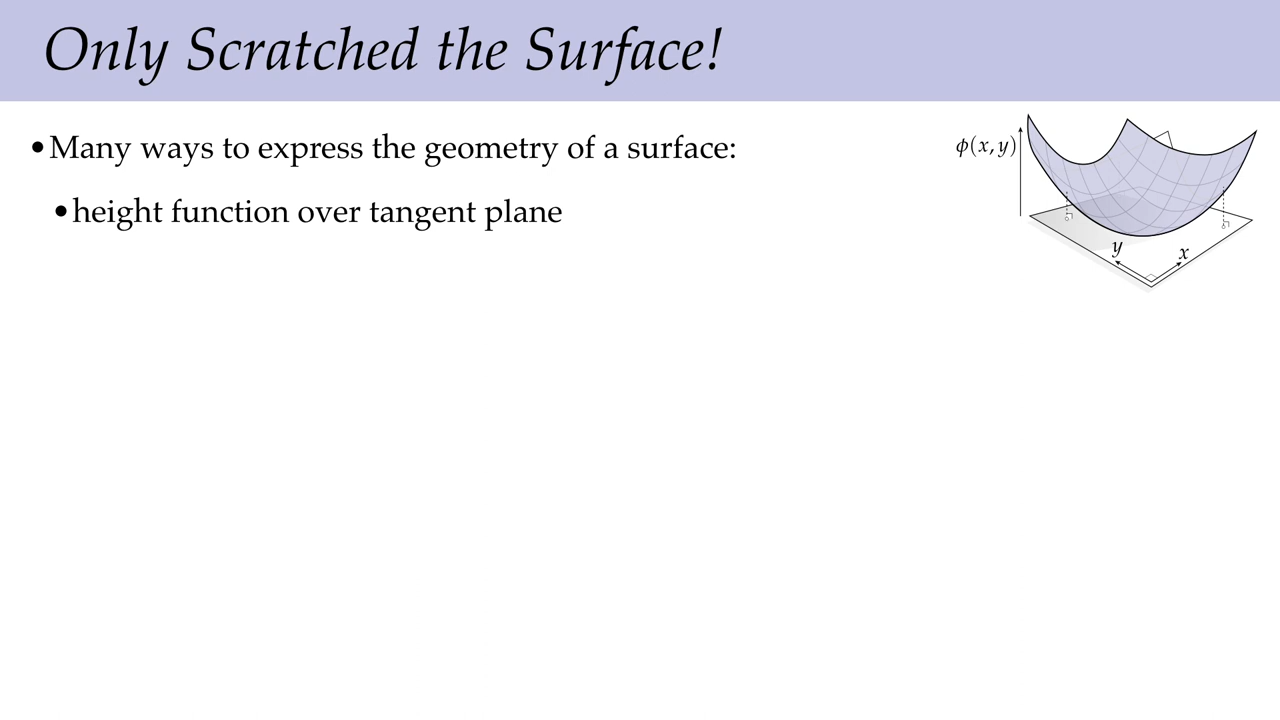 Only Scratched the Surface!
•Many ways to express the geometry of a surface:
•height function over tangent plane
ϕ(x, y)
y
x